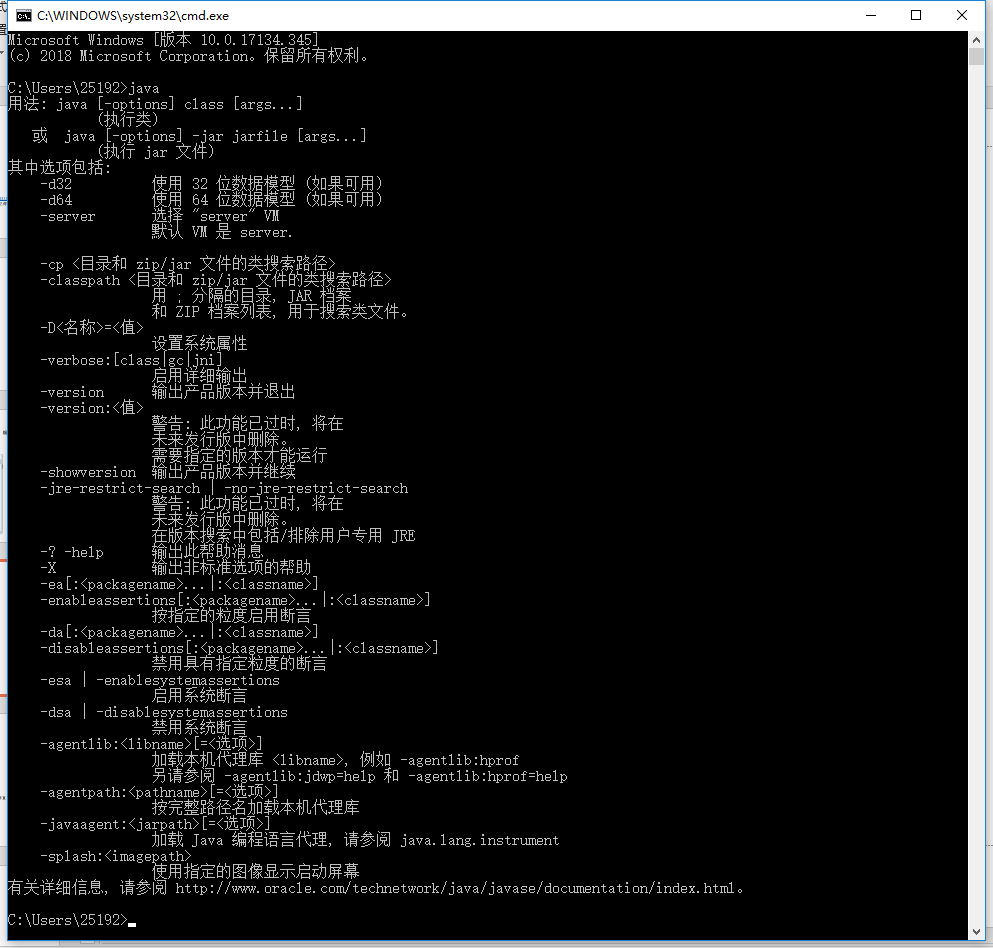 C:\WINDOWS\system32\cmd.exe
Microsoft Windows [版本 10.0.17134.345]
(c) 2018 Microsoft Corporation。保留所有权利。
C:\Users\25192>java
用法: java [-options] class [args...]
(执行类)
或  java [-options] -jar jarfile [args...]
(执行 jar 文件)
其中选项包括:
-d32          使用 32 位数据模型 (如果可用)
-d64          使用 64 位数据模型 (如果可用)
-server       选择 "server" VM
默认 VM 是 server.
-cp <目录和 zip/jar 文件的类搜索路径>
-classpath <目录和 zip/jar 文件的类搜索路径>
用 ; 分隔的目录, JAR 档案
和 ZIP 档案列表, 用于搜索类文件。
-D<名称>=<值>
设置系统属性
-verbose:[class|gc|jni]
启用详细输出
-version      输出产品版本并退出
-version:<值>
警告: 此功能已过时, 将在
未来发行版中删除。
需要指定的版本才能运行
-showversion  输出产品版本并继续
-jre-restrict-search | -no-jre-restrict-search
警告: 此功能已过时, 将在
未来发行版中删除。
在版本搜索中包括/排除用户专用 JRE
-? -help      输出此帮助消息
-X            输出非标准选项的帮助
-ea[:<packagename>...|:<classname>]
-enableassertions[:<packagename>...|:<classname>]
按指定的粒度启用断言
-da[:<packagename>...|:<classname>]
-disableassertions[:<packagename>...|:<classname>]
禁用具有指定粒度的断言
-esa | -enablesystemassertions
启用系统断言
-dsa | -disablesystemassertions
禁用系统断言
-agentlib:<libname>[=<选项>]
加载本机代理库 <libname>, 例如 -agentlib:hprof
另请参阅 -agentlib:jdwp=help 和 -agentlib:hprof=help
-agentpath:<pathname>[=<选项>]
按完整路径名加载本机代理库
-javaagent:<jarpath>[=<选项>]
加载 Java 编程语言代理, 请参阅 java.lang.instrument
-splash:<imagepath>
使用指定的图像显示启动屏幕
有关详细信息, 请参阅 http://www.oracle.com/technetwork/java/javase/documentation/index.html。
C:\Users\25192>